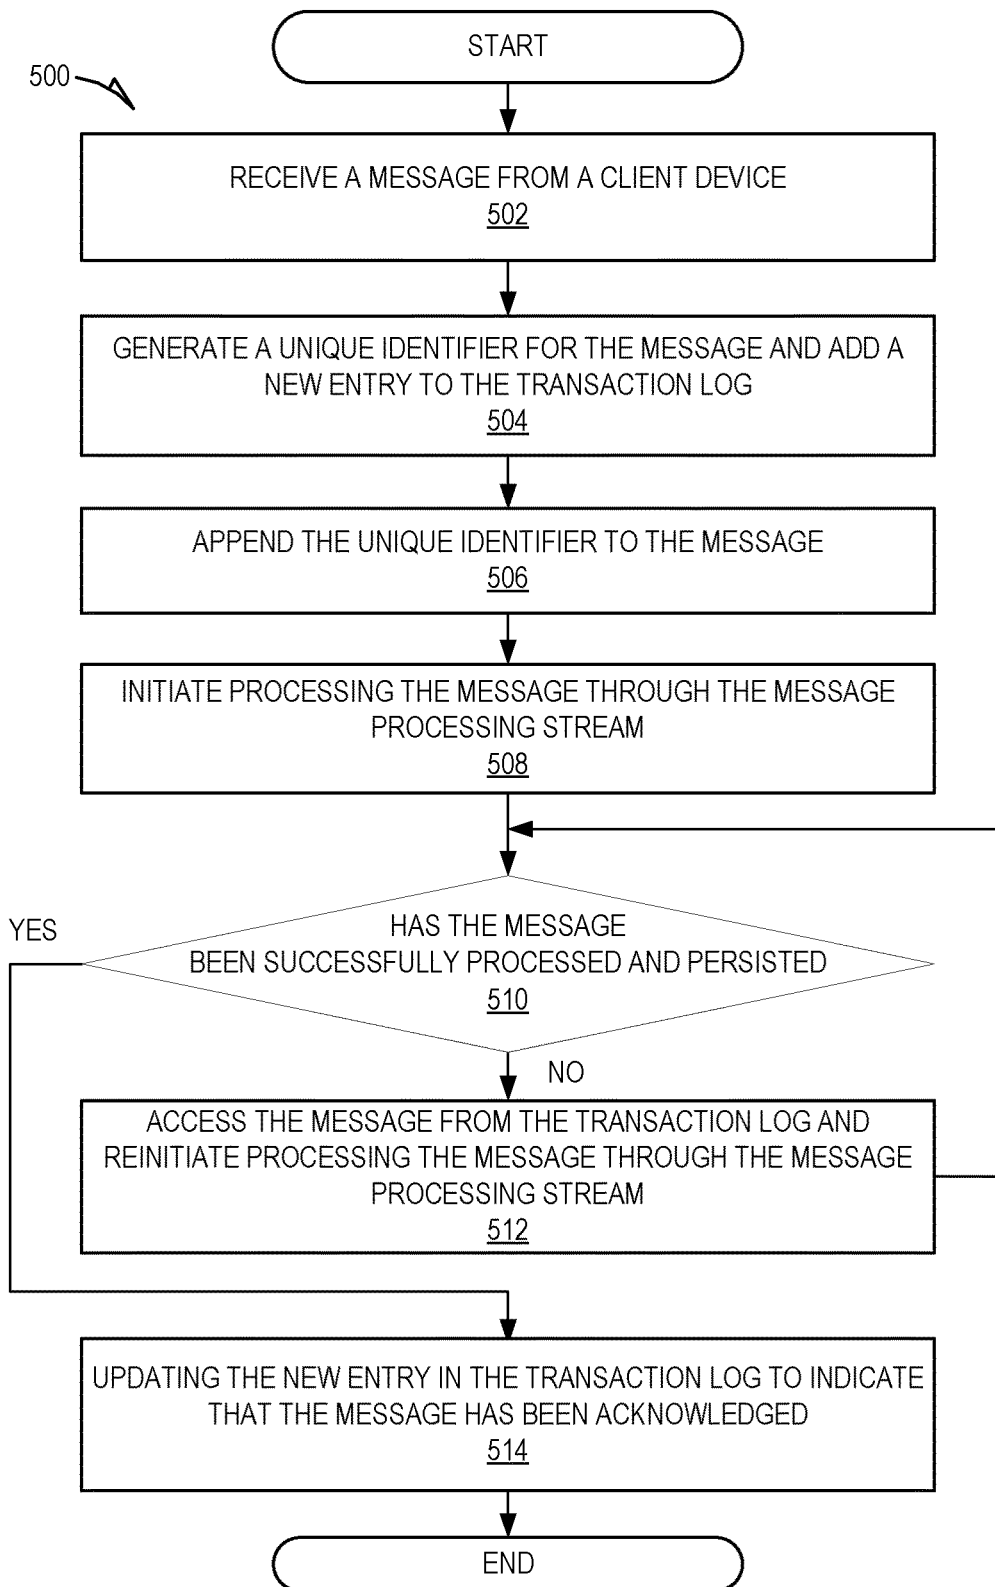 START
500
RECEIVE A MESSAGE FROM A CLIENT DEVICE
502
GENERATE A UNIQUE IDENTIFIER FOR THE MESSAGE AND ADD A
NEW ENTRY TO THE TRANSACTION LOG
504
APPEND THE UNIQUE IDENTIFIER TO THE MESSAGE
506
INITIATE PROCESSING THE MESSAGE THROUGH THE MESSAGE
PROCESSING STREAM
508
YES
HAS THE MESSAGE
BEEN SUCCESSFULLY PROCESSED AND PERSISTED
510
NO
ACCESS THE MESSAGE FROM THE TRANSACTION LOG AND
REINITIATE PROCESSING THE MESSAGE THROUGH THE MESSAGE
PROCESSING STREAM
512
UPDATING THE NEW ENTRY IN THE TRANSACTION LOG TO INDICATE
THAT THE MESSAGE HAS BEEN ACKNOWLEDGED
514
END